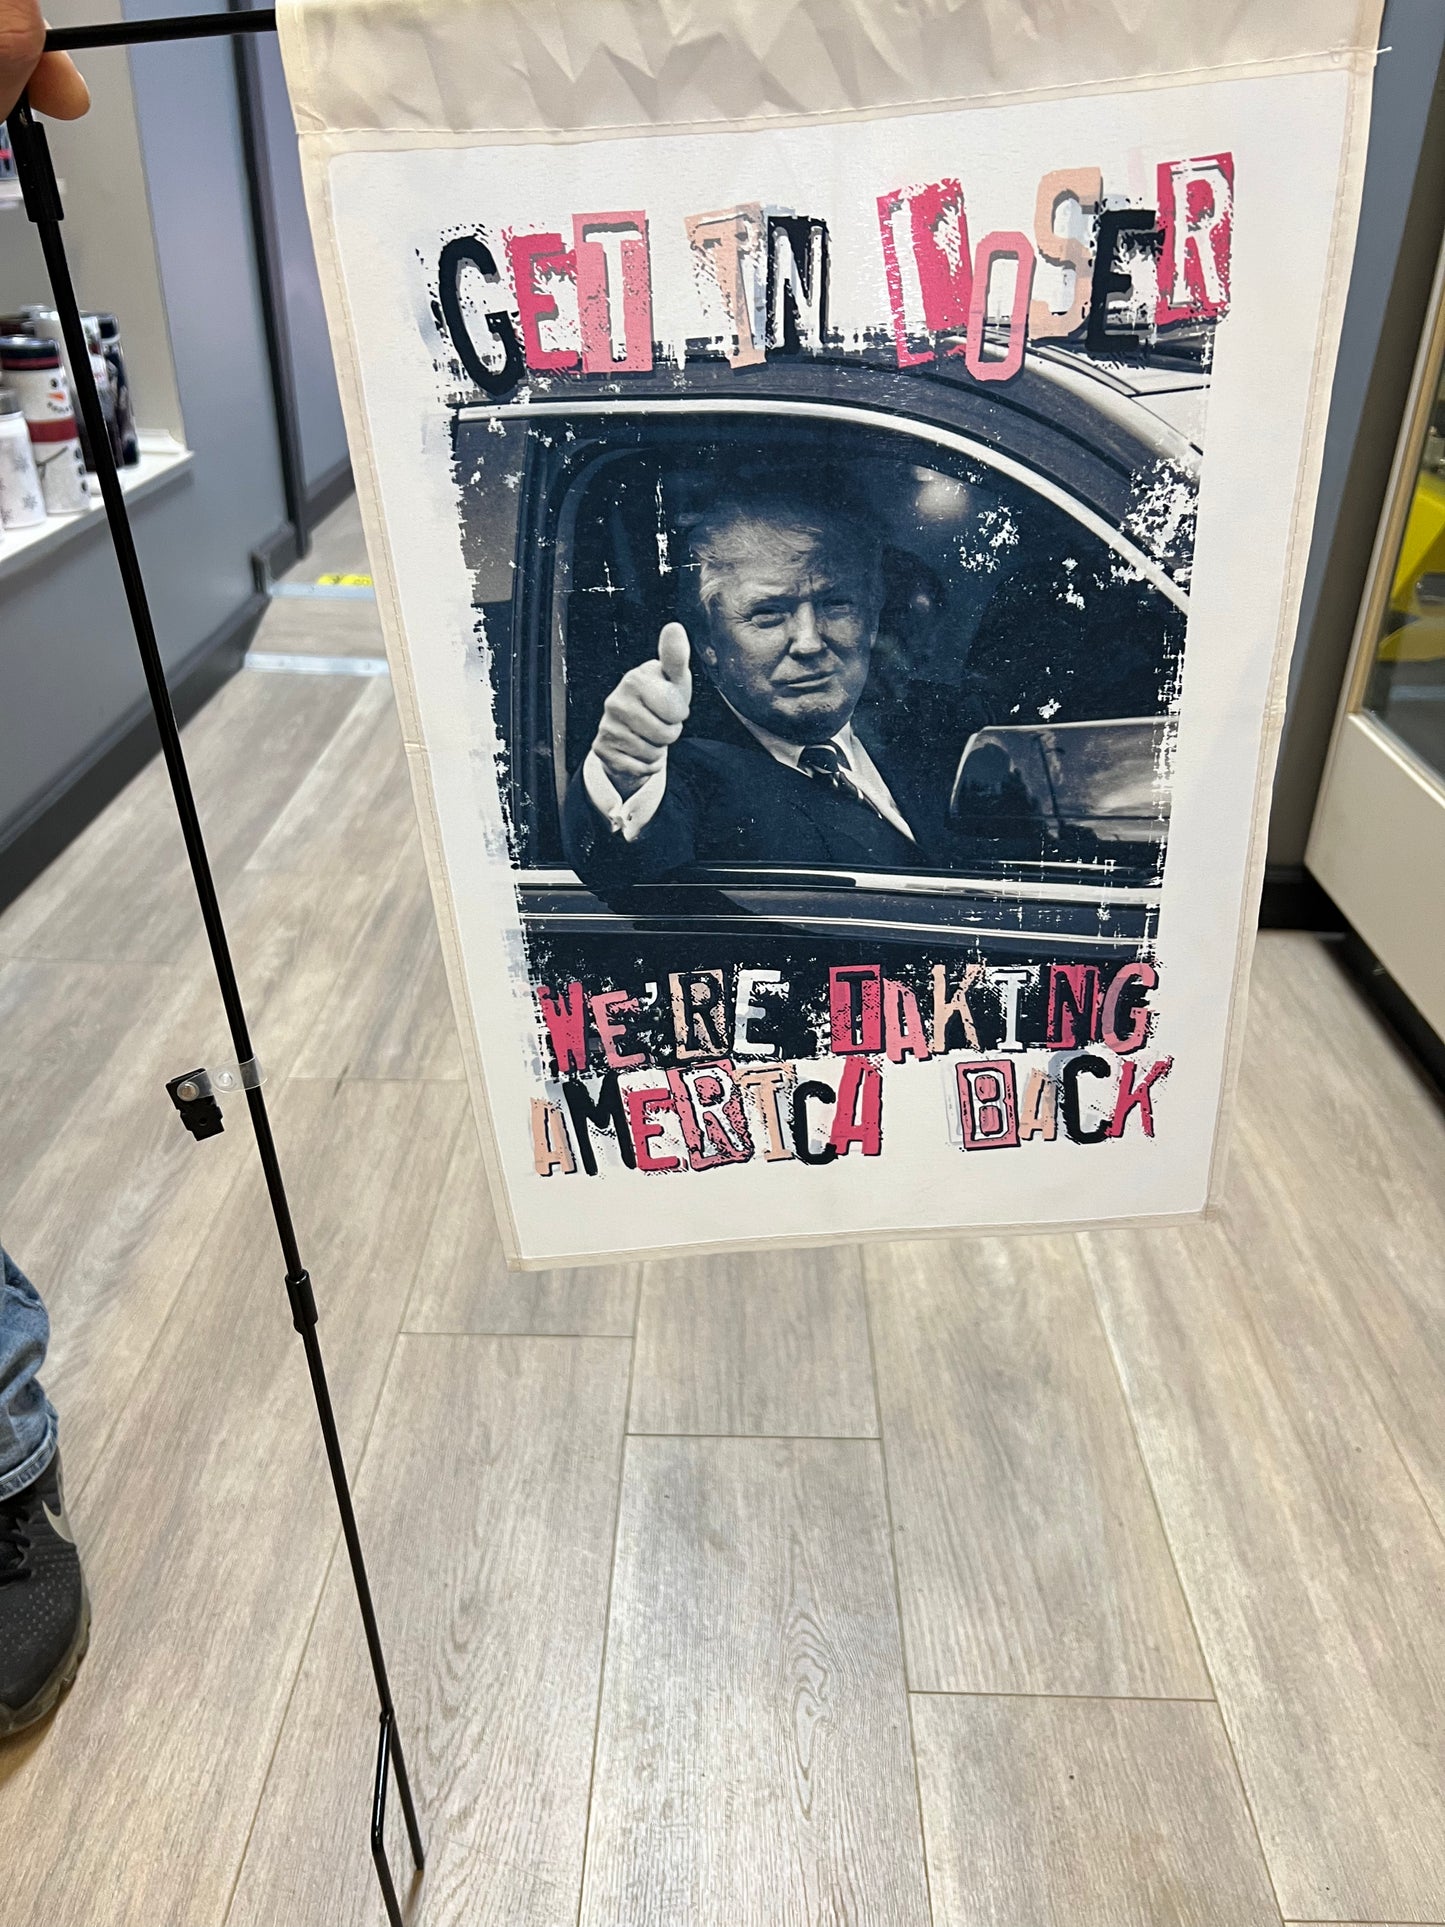 GET IN LOSER
WE'RE TAKING
AMERICA BACK